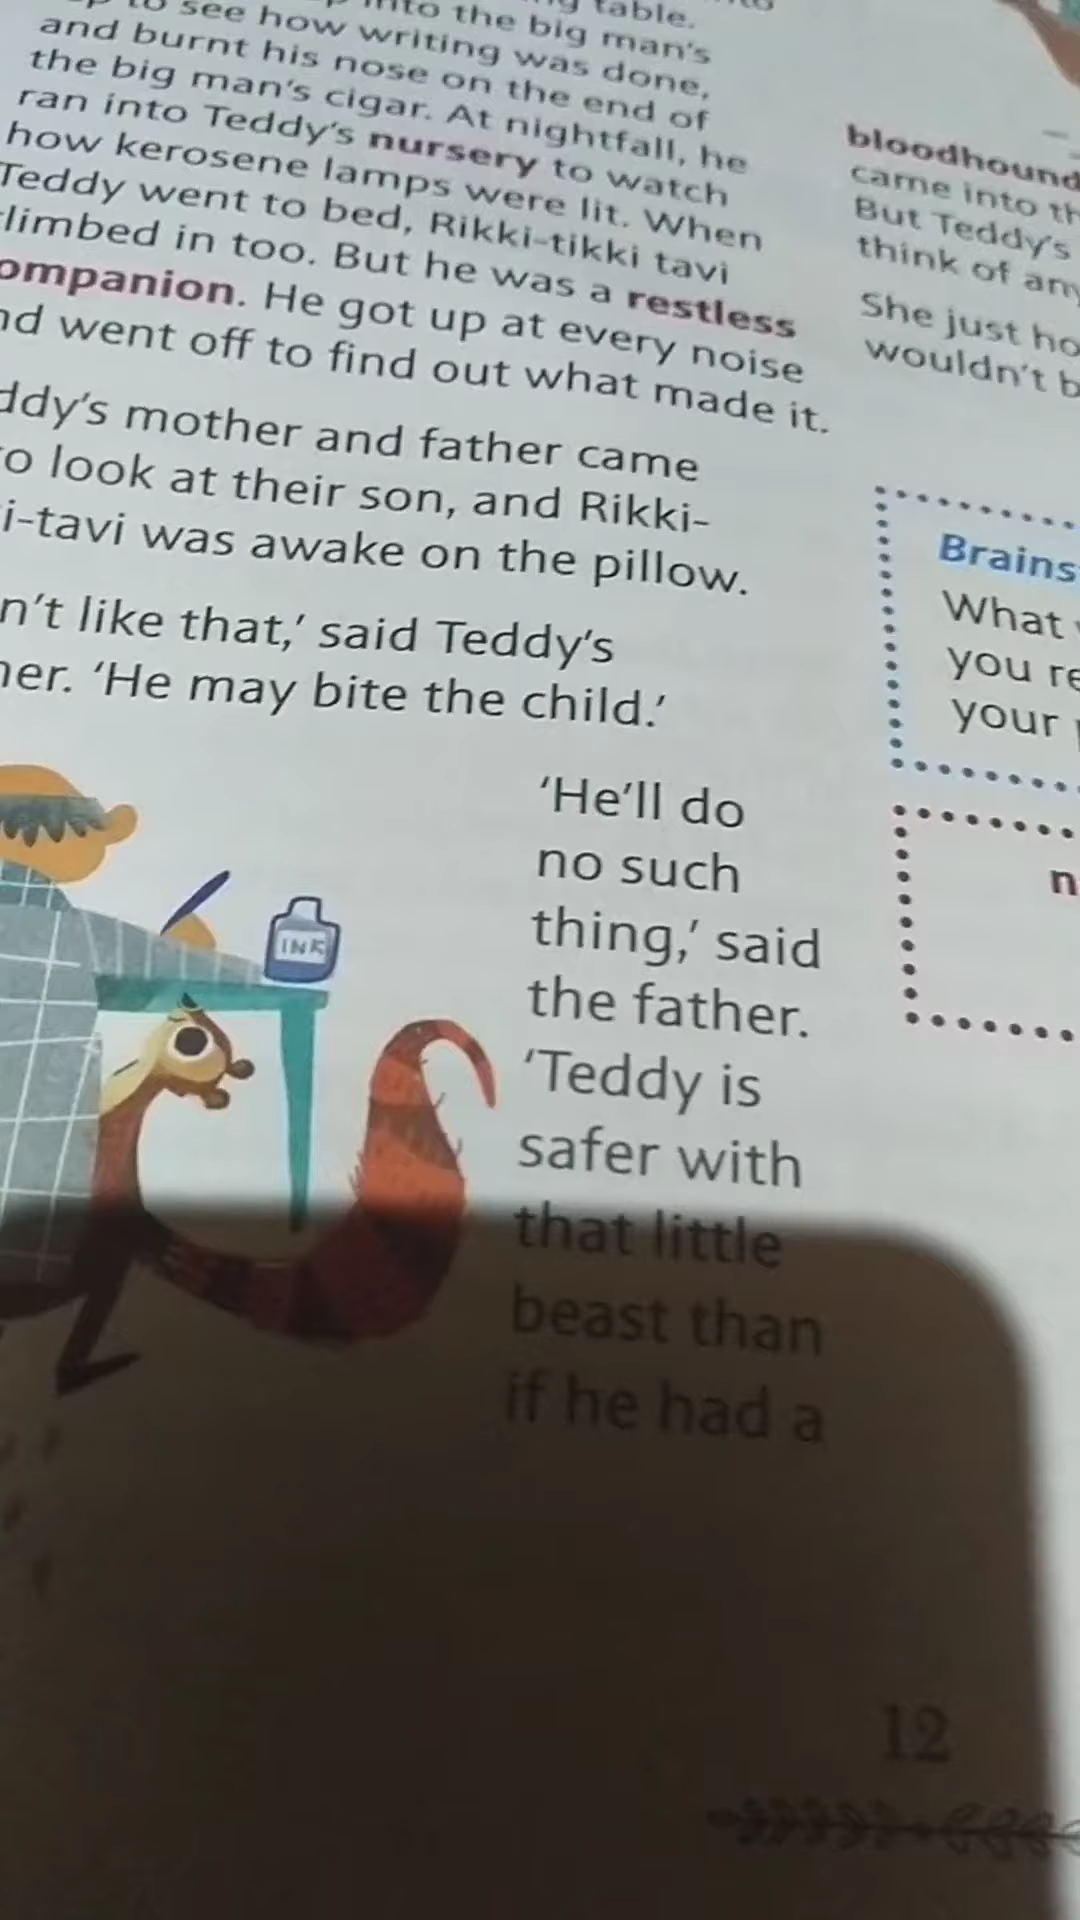 table.
into the big man's
to see how writing was done,
and burnt his nose on the end of
the big man's cigar. At nightfall, he
ran into Teddy's nursery to watch
how kerosene lamps were lit. When
Teddy went to bed, Rikki-tikki tavi
limbed in too. But he was a restless
ompanion. He got up at every noise
nd went off to find out what made it.
ddy's mother and father came
o look at their son, and Rikki-
i-tavi was awake on the pillow.
n't like that,' said Teddy's
her. 'He may bite the child.'
'He'll do
no such
thing,' said
the father.
'Teddy is
safer with
that little
beast than
if he had a
INK
bloodhound
came into th
But Teddy's
think of any
She just ho
wouldn't b
Brains
What
you re
your
n
12